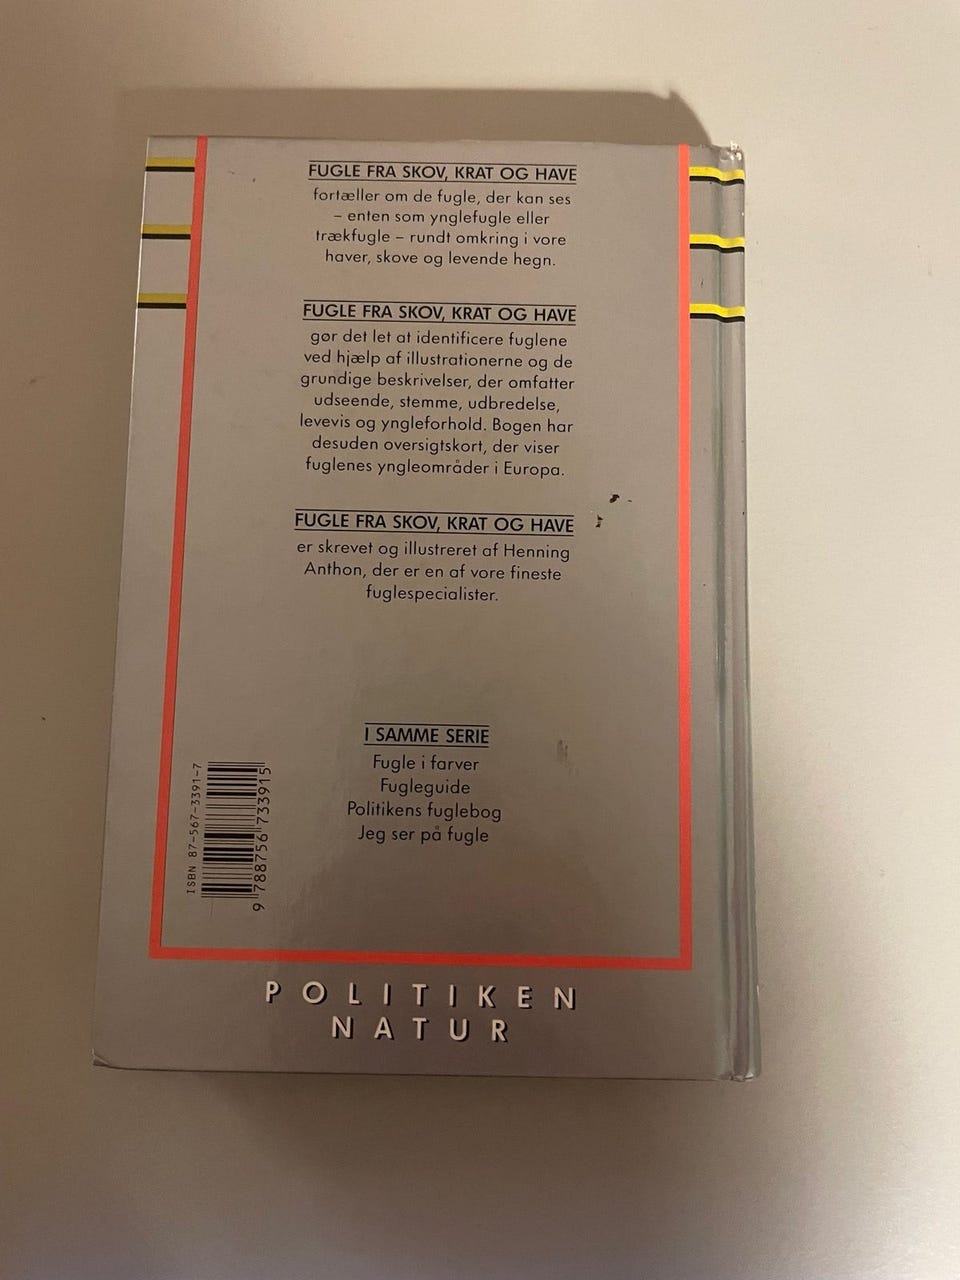 FUGLE FRA SKOV, KRAT OG HAVE
fortæller om de fugle, der kan ses
– enten som ynglefugle eller
trækfugle – rundt omkring i vore
haver, skove og levende hegn.
FUGLE FRA SKOV, KRAT OG HAVE
gør det let at identificere fuglene
ved hjælp af illustrationerne og de
grundige beskrivelser, der omfatter
udseende, stemme, udbredelse,
levevis og yngleforhold. Bogen har
desuden oversigtskort, der viser
fuglenes yngleområder i Europa.
FUGLE FRA SKOV, KRAT OG HAVE
er skrevet og illustreret af Henning
Anthon, der er en af vore fineste
fuglespecialister.
I SAMME SERIE
Fugle i farver
Fugleguide
Politikens fuglebog
Jeg ser på fugle
ISBN 87-567-3391-7
9 788756 733915
POLITIKEN
NATUR